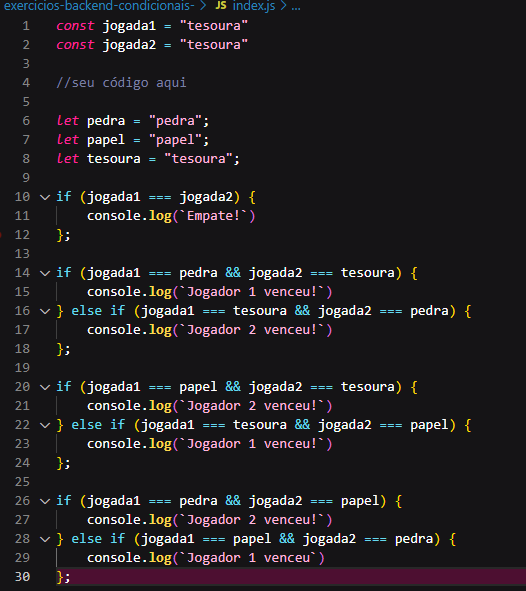 exercicios-backend-condicionais- > JS index.js > ...
1 const jogada1 = "tesoura"
2 const jogada2 = "tesoura"
3
4 //seu código aqui
5
6 let pedra = "pedra";
7 let papel = "papel";
8 let tesoura = "tesoura";
9
10 if (jogada1 === jogada2) {
11 console.log(`Empate!`)
12 };
13
14 if (jogada1 === pedra && jogada2 === tesoura) {
15 console.log(`Jogador 1 venceu!`)
16 } else if (jogada1 === tesoura && jogada2 === pedra) {
17 console.log(`Jogador 2 venceu!`)
18 };
19
20 if (jogada1 === papel && jogada2 === tesoura) {
21 console.log(`Jogador 2 venceu!`)
22 } else if (jogada1 === tesoura && jogada2 === papel) {
23 console.log(`Jogador 1 venceu!`)
24 };
25
26 if (jogada1 === pedra && jogada2 === papel) {
27 console.log(`Jogador 2 venceu!`)
28 } else if (jogada1 === papel && jogada2 === pedra) {
29 console.log(`Jogador 1 venceu`)
30 };